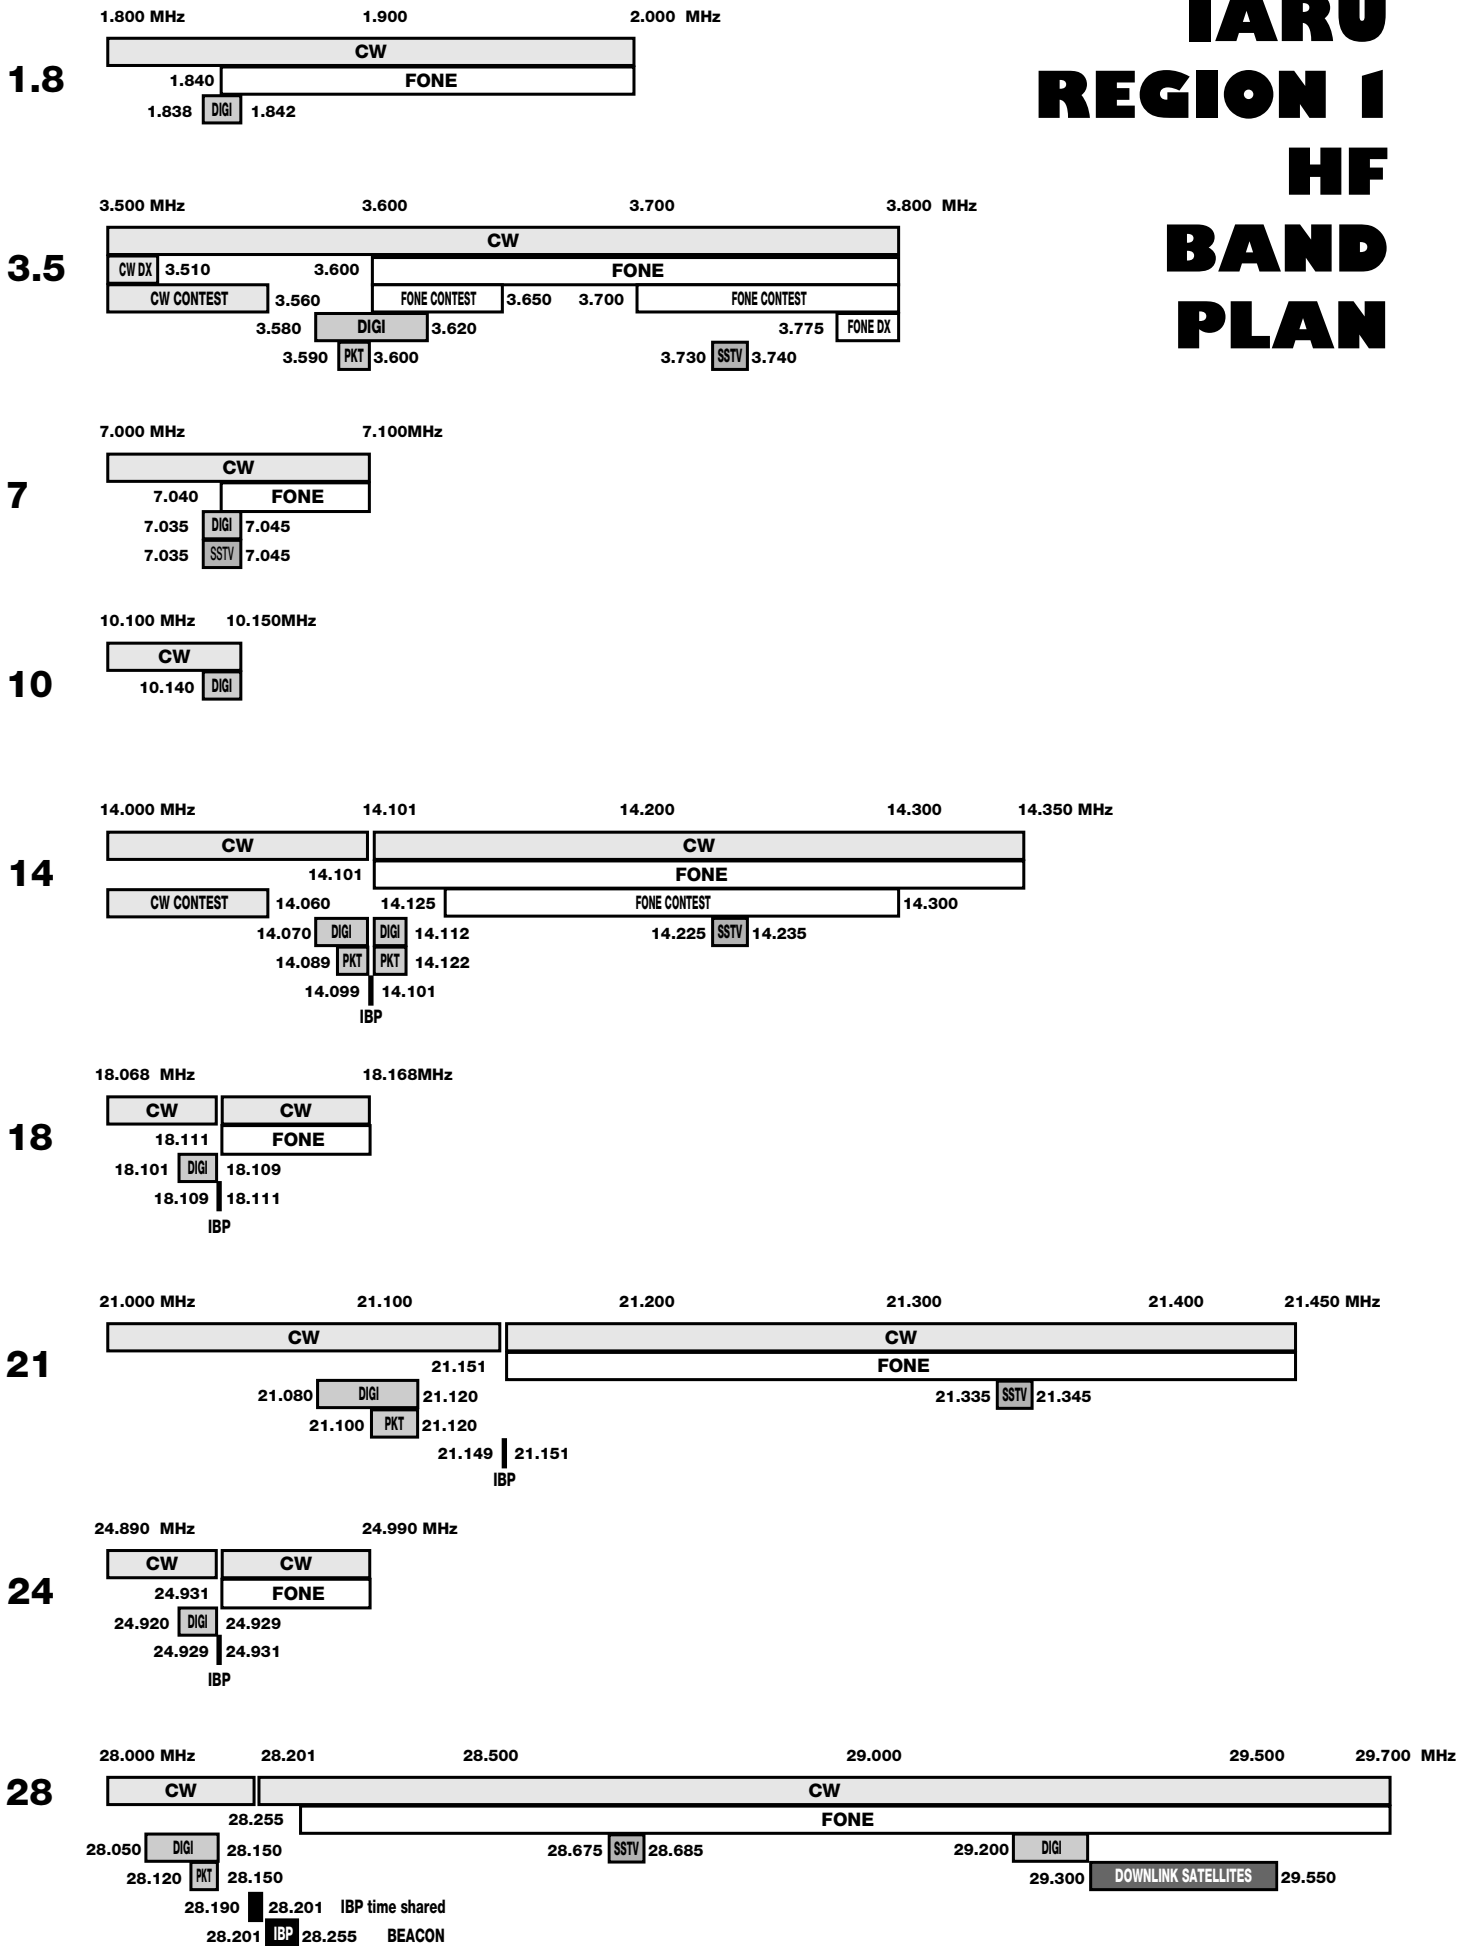 IARU
REGION 1
HF
BAND
PLAN
1.800 MHz 1.900 2.000 MHz
CW
1.8
1.840 FONE
1.838 DIGI 1.842
3.500 MHz 3.600 3.700 3.800 MHz
CW
3.5
CW DX 3.510 3.600 FONE
CW CONTEST 3.560 FONE CONTEST 3.650 3.700 FONE CONTEST
3.580 DIGI 3.620 3.775 FONE DX
3.590 PKT 3.600 3.730 SSTV 3.740
7.000 MHz 7.100MHz
CW
7
7.040 FONE
7.035 DIGI 7.045
7.035 SSTV 7.045
10.100 MHz 10.150MHz
CW
10
10.140 DIGI
14.000 MHz 14.101 14.200 14.300 14.350 MHz
CW CW
14
14.101 FONE
CW CONTEST 14.060 14.125 FONE CONTEST 14.300
14.070 DIGI DIGI 14.112 14.225 SSTV 14.235
14.089 PKT PKT 14.122
14.099 14.101
IBP
18.068 MHz 18.168MHz
CW CW
18
18.111 FONE
18.101 DIGI 18.109
18.109 18.111
IBP
21.000 MHz 21.100 21.200 21.300 21.400 21.450 MHz
CW CW
21
21.151 FONE
21.080 DIGI 21.120 21.335 SSTV 21.345
21.100 PKT 21.120
21.149 21.151
IBP
24.890 MHz 24.990 MHz
CW CW
24
24.931 FONE
24.920 DIGI 24.929
24.929 24.931
IBP
28.000 MHz 28.201 28.500 29.000 29.500 29.700 MHz
28 CW CW
28.255 FONE
28.050 DIGI 28.150 28.675 SSTV 28.685 29.200 DIGI
28.120 PKT 28.150 29.300 DOWNLINK SATELLITES 29.550
28.190 28.201 IBP time shared
28.201 IBP 28.255 BEACON